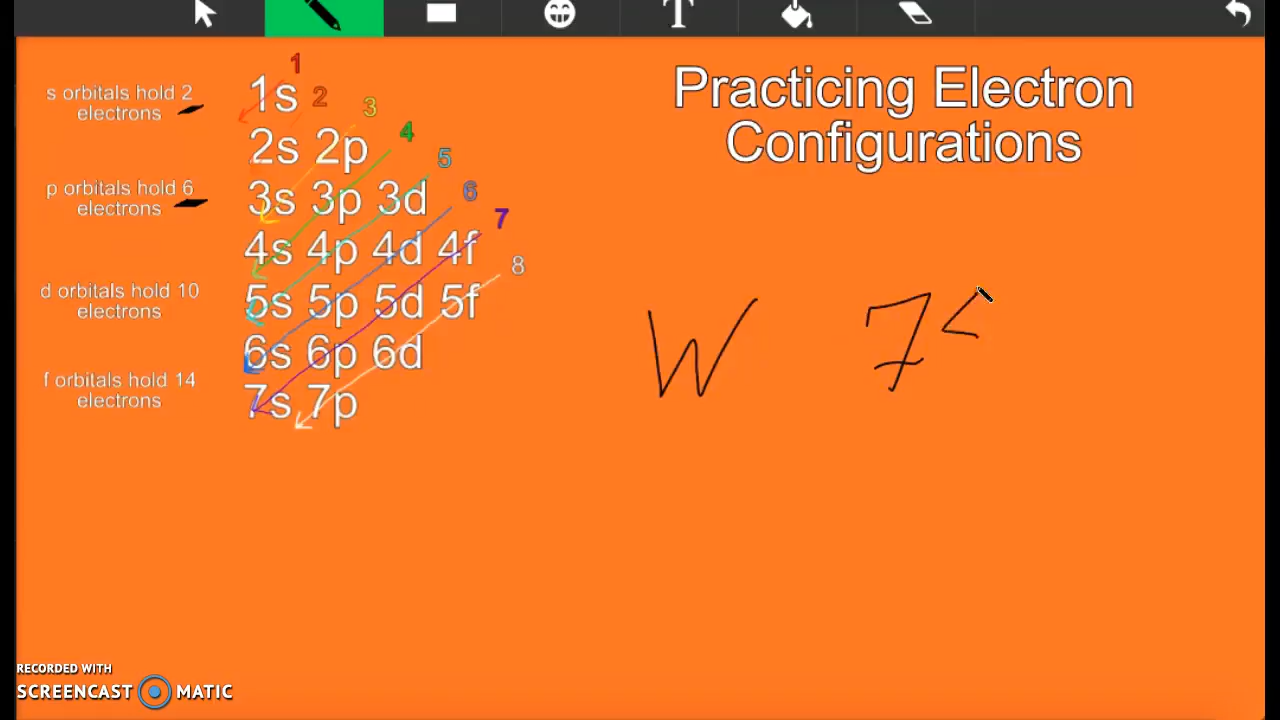 T
Practicing Electron
Configurations
s orbitals hold 2
electrons
p orbitals hold 6
electrons
d orbitals hold 10
electrons
f orbitals hold 14
electrons
1
2
3
4
5
6
7
8
1s
2s 2p
3s 3p 3d
4s 4p 4d 4f
5s 5p 5d 5f
6s 6p 6d
7s 7p
W 7
RECORDED WITH
SCREENCAST MATIC